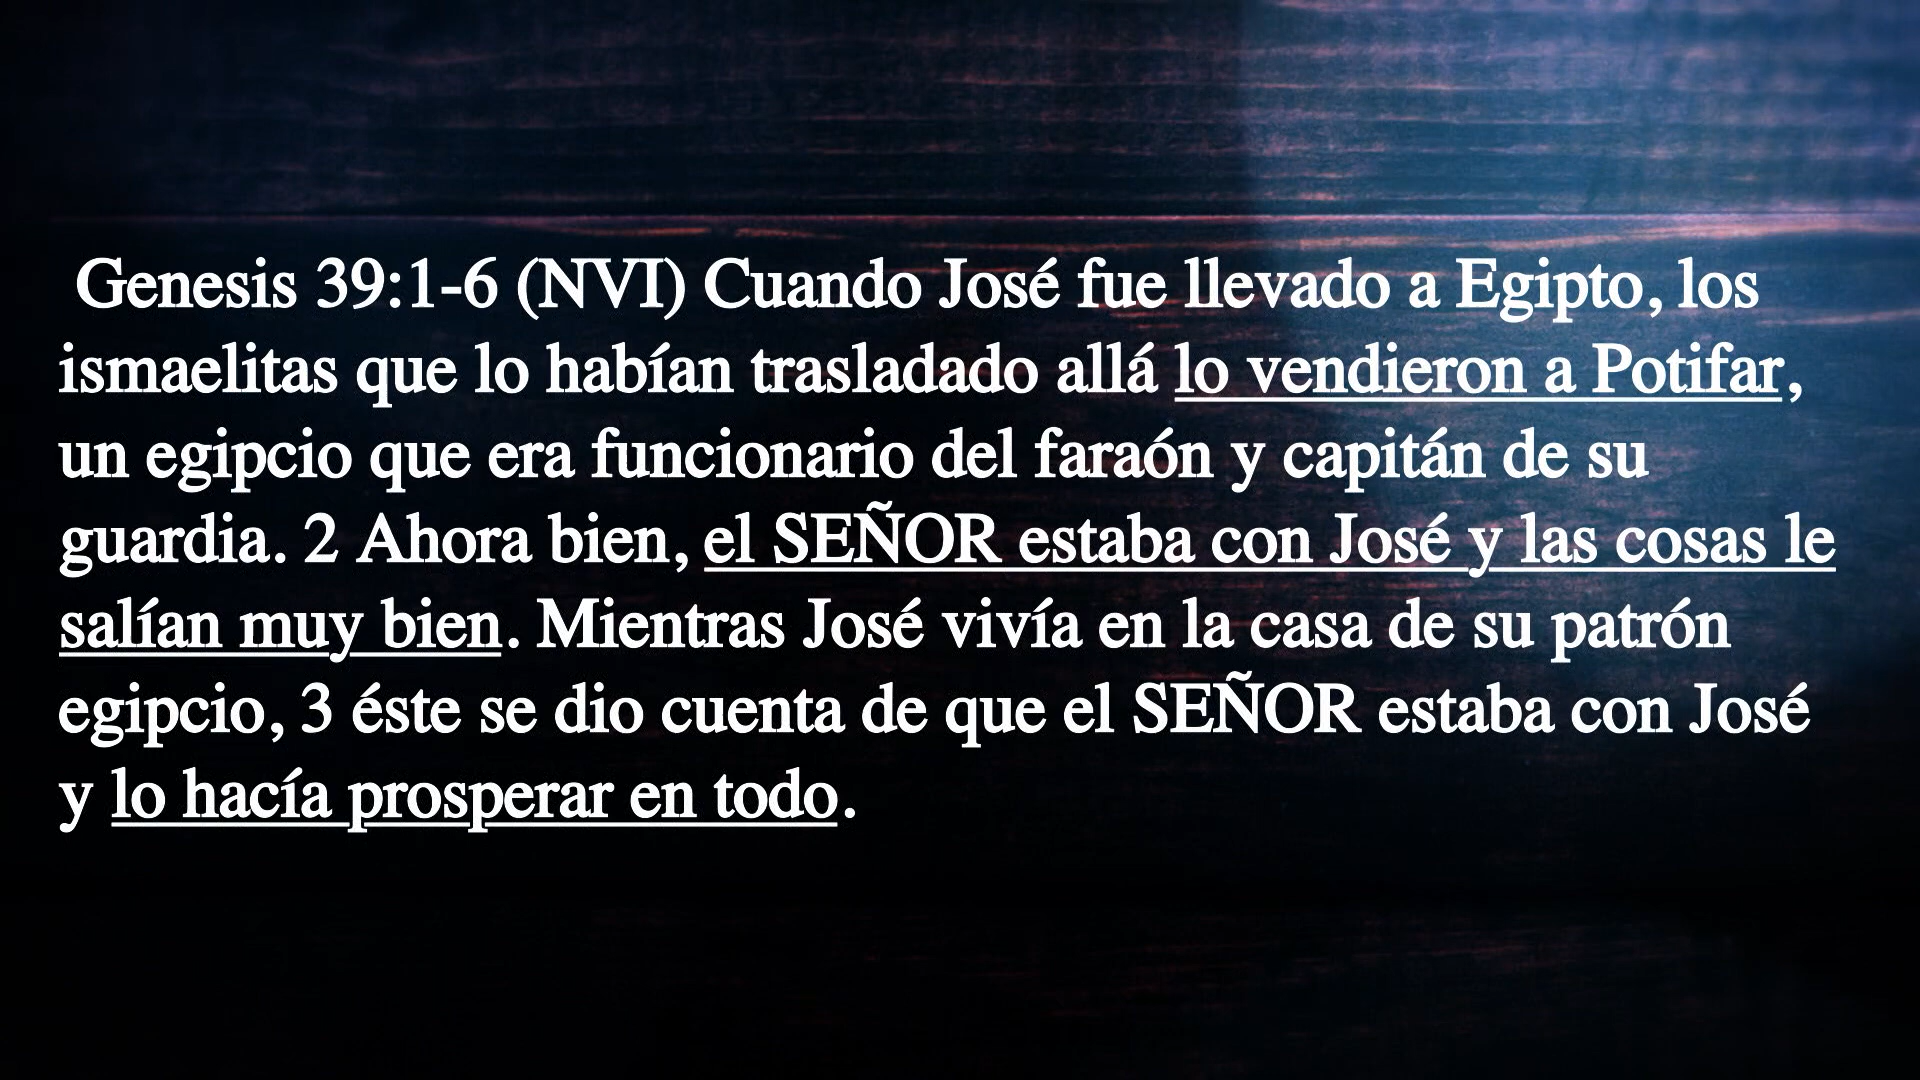 Genesis 39:1-6 (NVI) Cuando José fue llevado a Egipto, los
ismaelitas que lo habían trasladado allá lo vendieron a Potifar,
un egipcio que era funcionario del faraón y capitán de su
guardia. 2 Ahora bien, el SEÑOR estaba con José y las cosas le
salían muy bien. Mientras José vivía en la casa de su patrón
egipcio, 3 éste se dio cuenta de que el SEÑOR estaba con José
y lo hacía prosperar en todo.